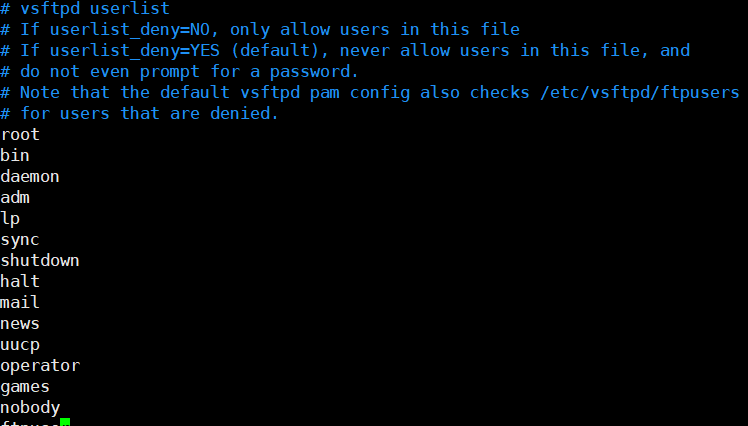 # vsftpd userlist
# If userlist_deny=NO, only allow users in this file
# If userlist_deny=YES (default), never allow users in this file, and
# do not even prompt for a password.
# Note that the default vsftpd pam config also checks /etc/vsftpd/ftpusers
# for users that are denied.
root
bin
daemon
adm
lp
sync
shutdown
halt
mail
news
uucp
operator
games
nobody